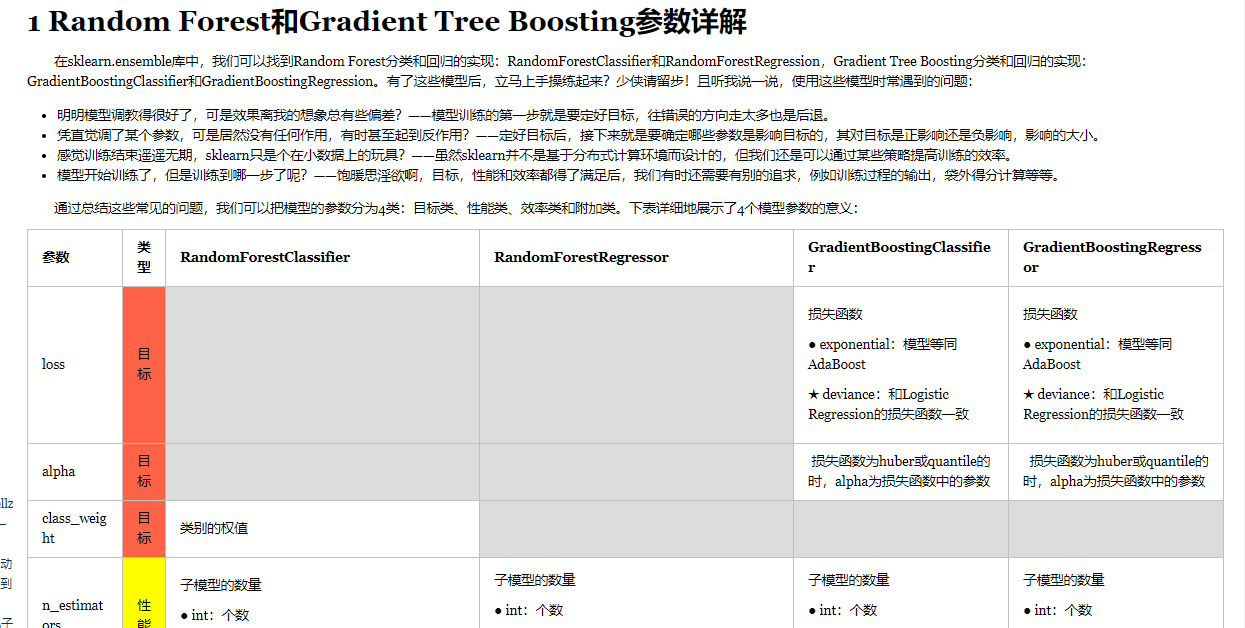 1 Random Forest和Gradient Tree Boosting参数详解
在sklearn.ensemble库中，我们可以找到Random Forest分类和回归的实现：RandomForestClassifier和RandomForestRegression，Gradient Tree Boosting分类和回归的实现：
GradientBoostingClassifier和GradientBoostingRegression。有了这些模型后，立马上手操练起来？少侠请留步！且听我说一说，使用这些模型时常遇到的问题：
• 明明模型调教得很好了，可是效果离我的想象总有些偏差？——模型训练的第一步就是要定好目标，往错误的方向走太多也是后退。
• 凭直觉调了某个参数，可是居然没有任何作用，有时甚至起到反作用？——定好目标后，接下来就是要确定哪些参数是影响目标的，其对目标是正影响还是负影响，影响的大小。
• 感觉训练结束遥遥无期，sklearn只是个在小数据上的玩具？——虽然sklearn并不是基于分布式计算环境而设计的，但我们还是可以通过某些策略提高训练的效率。
• 模型开始训练了，但是训练到哪一步了呢？——饱暖思淫欲啊，目标，性能和效率都得了满足后，我们有时还需要有别的追求，例如训练过程的输出，袋外得分计算等等。
通过总结这些常见的问题，我们可以把模型的参数分为4类：目标类、性能类、效率类和附加类。下表详细地展示了4个模型参数的意义：
参数
类
型
RandomForestClassifier
RandomForestRegressor
GradientBoostingClassifie
r
GradientBoostingRegress
or
loss
目
标
损失函数
● exponential：模型等同
AdaBoost
★ deviance：和Logistic
Regression的损失函数一致
损失函数
● exponential：模型等同
AdaBoost
★ deviance：和Logistic
Regression的损失函数一致
alpha
目
标
损失函数为huber或quantile的
时，alpha为损失函数中的参数
损失函数为huber或quantile的
时，alpha为损失函数中的参数
class_weig
ht
目
标
类别的权值
n_estimat
ors
性
能
子模型的数量
● int：个数
子模型的数量
● int：个数
子模型的数量
● int：个数
子模型的数量
● int：个数
llz
动
到
子